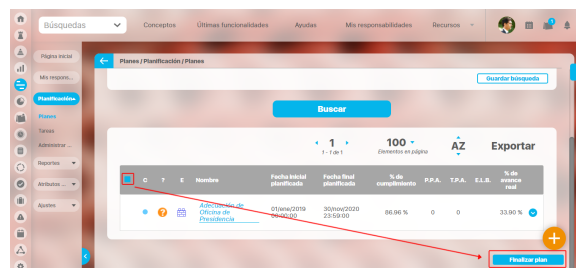 Búsquedas Conceptos Últimas funcionalidades Ayudas Mis responsabilidades Recursos
Página inicial
Mis respons...
Planificación
Planes
Tareas
Administrar ...
Reportes
Atributos ...
Ajustes
Planes / Planificación / Planes
Guardar búsqueda
Buscar
1
1 - 1 de 1
100
Elementos en página
AZ
Exportar
C ? E Nombre Fecha inicial planificada Fecha final planificada % de cumplimiento P.P.A. T.P.A. E.L.B. % de avance real
Adecuación de Oficina de Presidencia 01/ene/2019 00:00:00 30/nov/2020 23:59:00 86.96 % 0 0 33.90 %
Finalizar plan